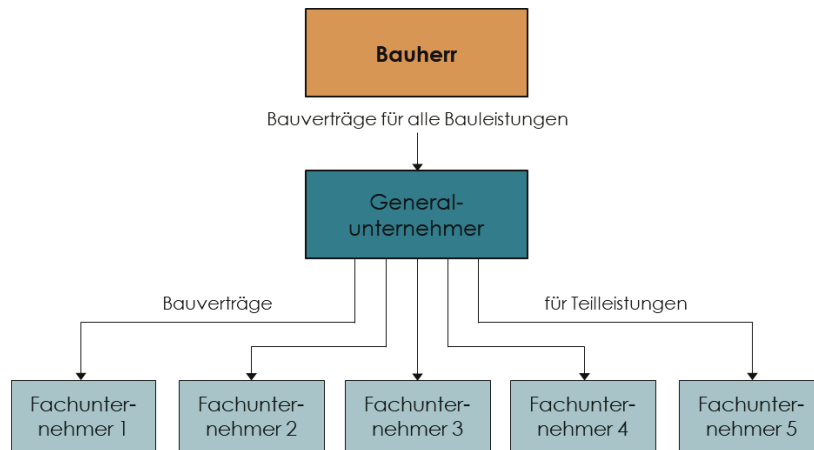 Bauherr
Bauverträge für alle Bauleistungen
General-
unternehmer
Bauverträge
für Teilleistungen
Fachunter-
nehmer 1
Fachunter-
nehmer 2
Fachunter-
nehmer 3
Fachunter-
nehmer 4
Fachunter-
nehmer 5